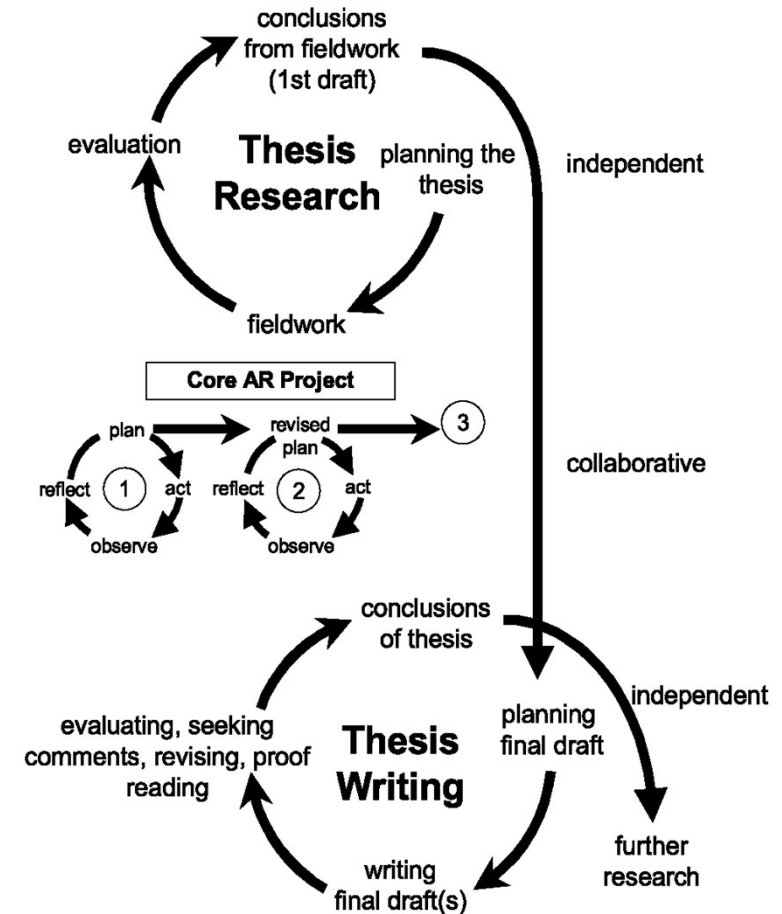 conclusions
from fieldwork
(1st draft)
evaluation
Thesis
Research
planning the
thesis
independent
fieldwork
Core AR Project
plan
revised
plan
3
reflect
1
act
reflect
2
act
collaborative
observe
observe
conclusions
of thesis
independent
evaluating, seeking
comments, revising, proof
reading
Thesis
Writing
planning
final draft
writing
final draft(s)
further
research